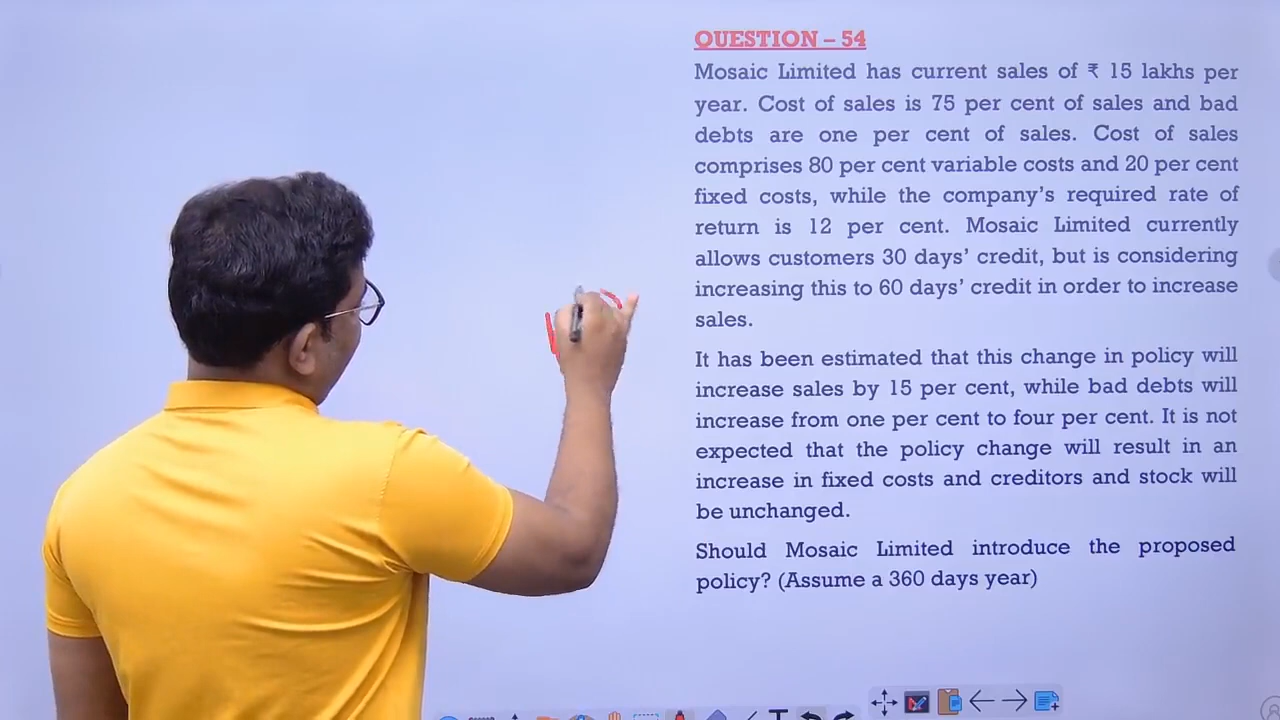 QUESTION – 54
Mosaic Limited has current sales of ₹ 15 lakhs per
year. Cost of sales is 75 per cent of sales and bad
debts are one per cent of sales. Cost of sales
comprises 80 per cent variable costs and 20 per cent
fixed costs, while the company’s required rate of
return is 12 per cent. Mosaic Limited currently
allows customers 30 days’ credit, but is considering
increasing this to 60 days’ credit in order to increase
sales.
It has been estimated that this change in policy will
increase sales by 15 per cent, while bad debts will
increase from one per cent to four per cent. It is not
expected that the policy change will result in an
increase in fixed costs and creditors and stock will
be unchanged.
Should Mosaic Limited introduce the proposed
policy? (Assume a 360 days year)